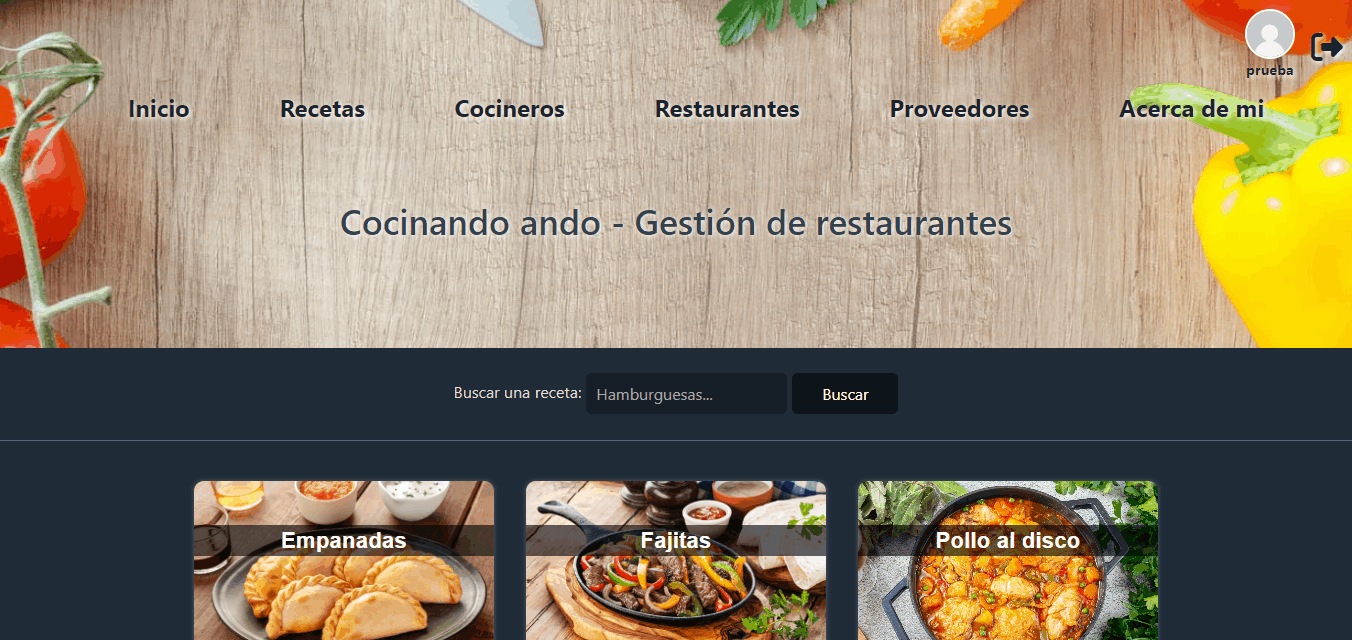 prueba
Inicio Recetas Cocineros Restaurantes Proveedores Acerca de mi
Cocinando ando - Gestión de restaurantes
Buscar una receta: Hamburguesas... Buscar
Empanadas Fajitas Pollo al disco